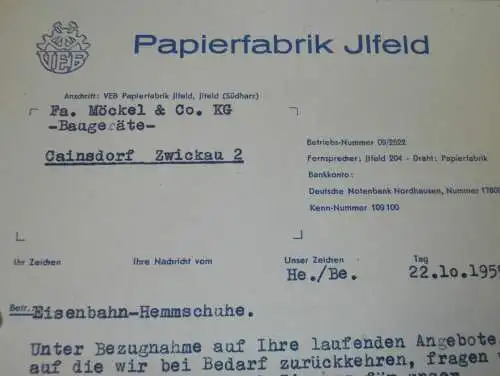 VEB
Papierfabrik Jlfeld
Anschrift: VEB Papierfabrik Jlfeld, Jlfeld (Südharz)
Fa. Möckel & Co. KG
-Baugeräte-
Cainsdorf Zwickau 2
Betriebs-Nummer 09/2522
Fernsprecher: Jlfeld 204 - Draht: Papierfabrik
Bankkonto:
Deutsche Notenbank Nordhausen, Nummer
Kenn-Nummer 109100
Ihr Zeichen Ihre Nachricht vom Unser Zeichen Tag
He./Be. 22.10.195
Betr. Eisenbahn-Hemmschuhe.
Unter Bezugnahme auf Ihre laufenden Angebote,
auf die wir bei Bedarf zurückkehren, fragen